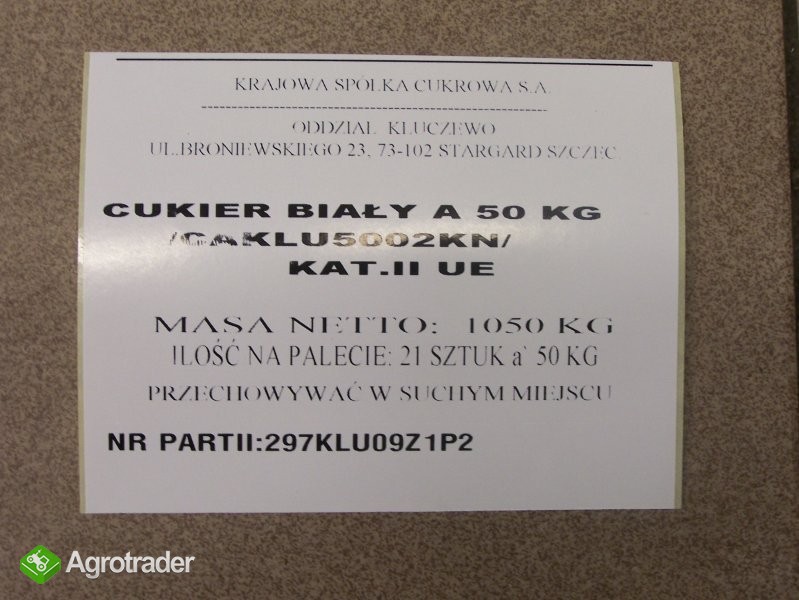 KRAJOWA SPÓŁKA CUKROWA S.A.
ODDZIAŁ KLUCZEWO
UL.BRONIEWSKIEGO 23, 73-102 STARGARD SZCZEC
CUKIER BIAŁY A 50 KG
/CAKLU5002KN/
KAT.II UE
MASA NETTO: 1050 KG
ILOŚĆ NA PALECIE: 21 SZTUK a` 50 KG
PRZECHOWYWAĆ W SUCHYM MIEJSCU
NR PARTII:297KLU09Z1P2
Agrotrader